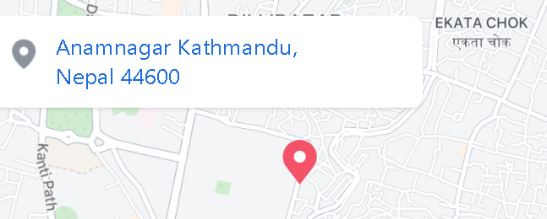 EKATA CHOK
एकता चोक
Anamnagar Kathmandu,
Nepal 44600
Kanti Path